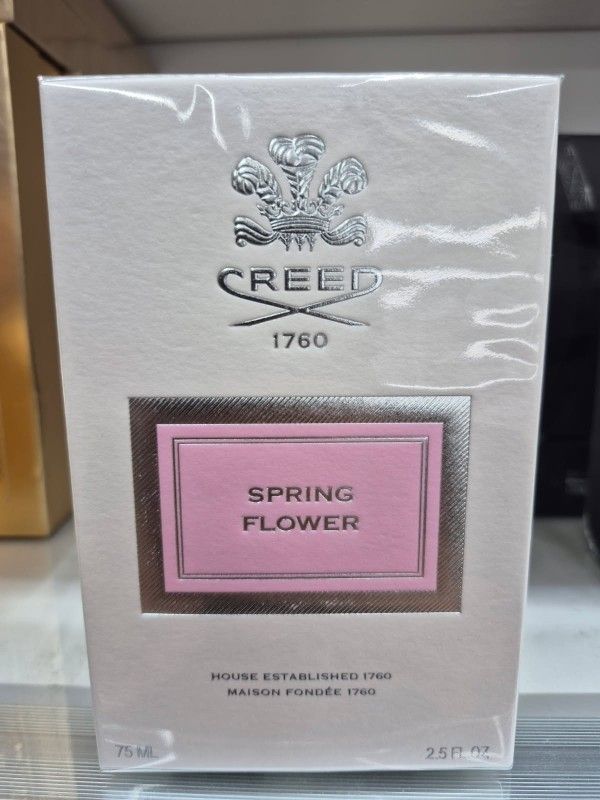 CREED
1760
SPRING
FLOWER
HOUSE ESTABLISHED 1760
MAISON FONDÉE 1760
75 ML
2.5 FL OZ.